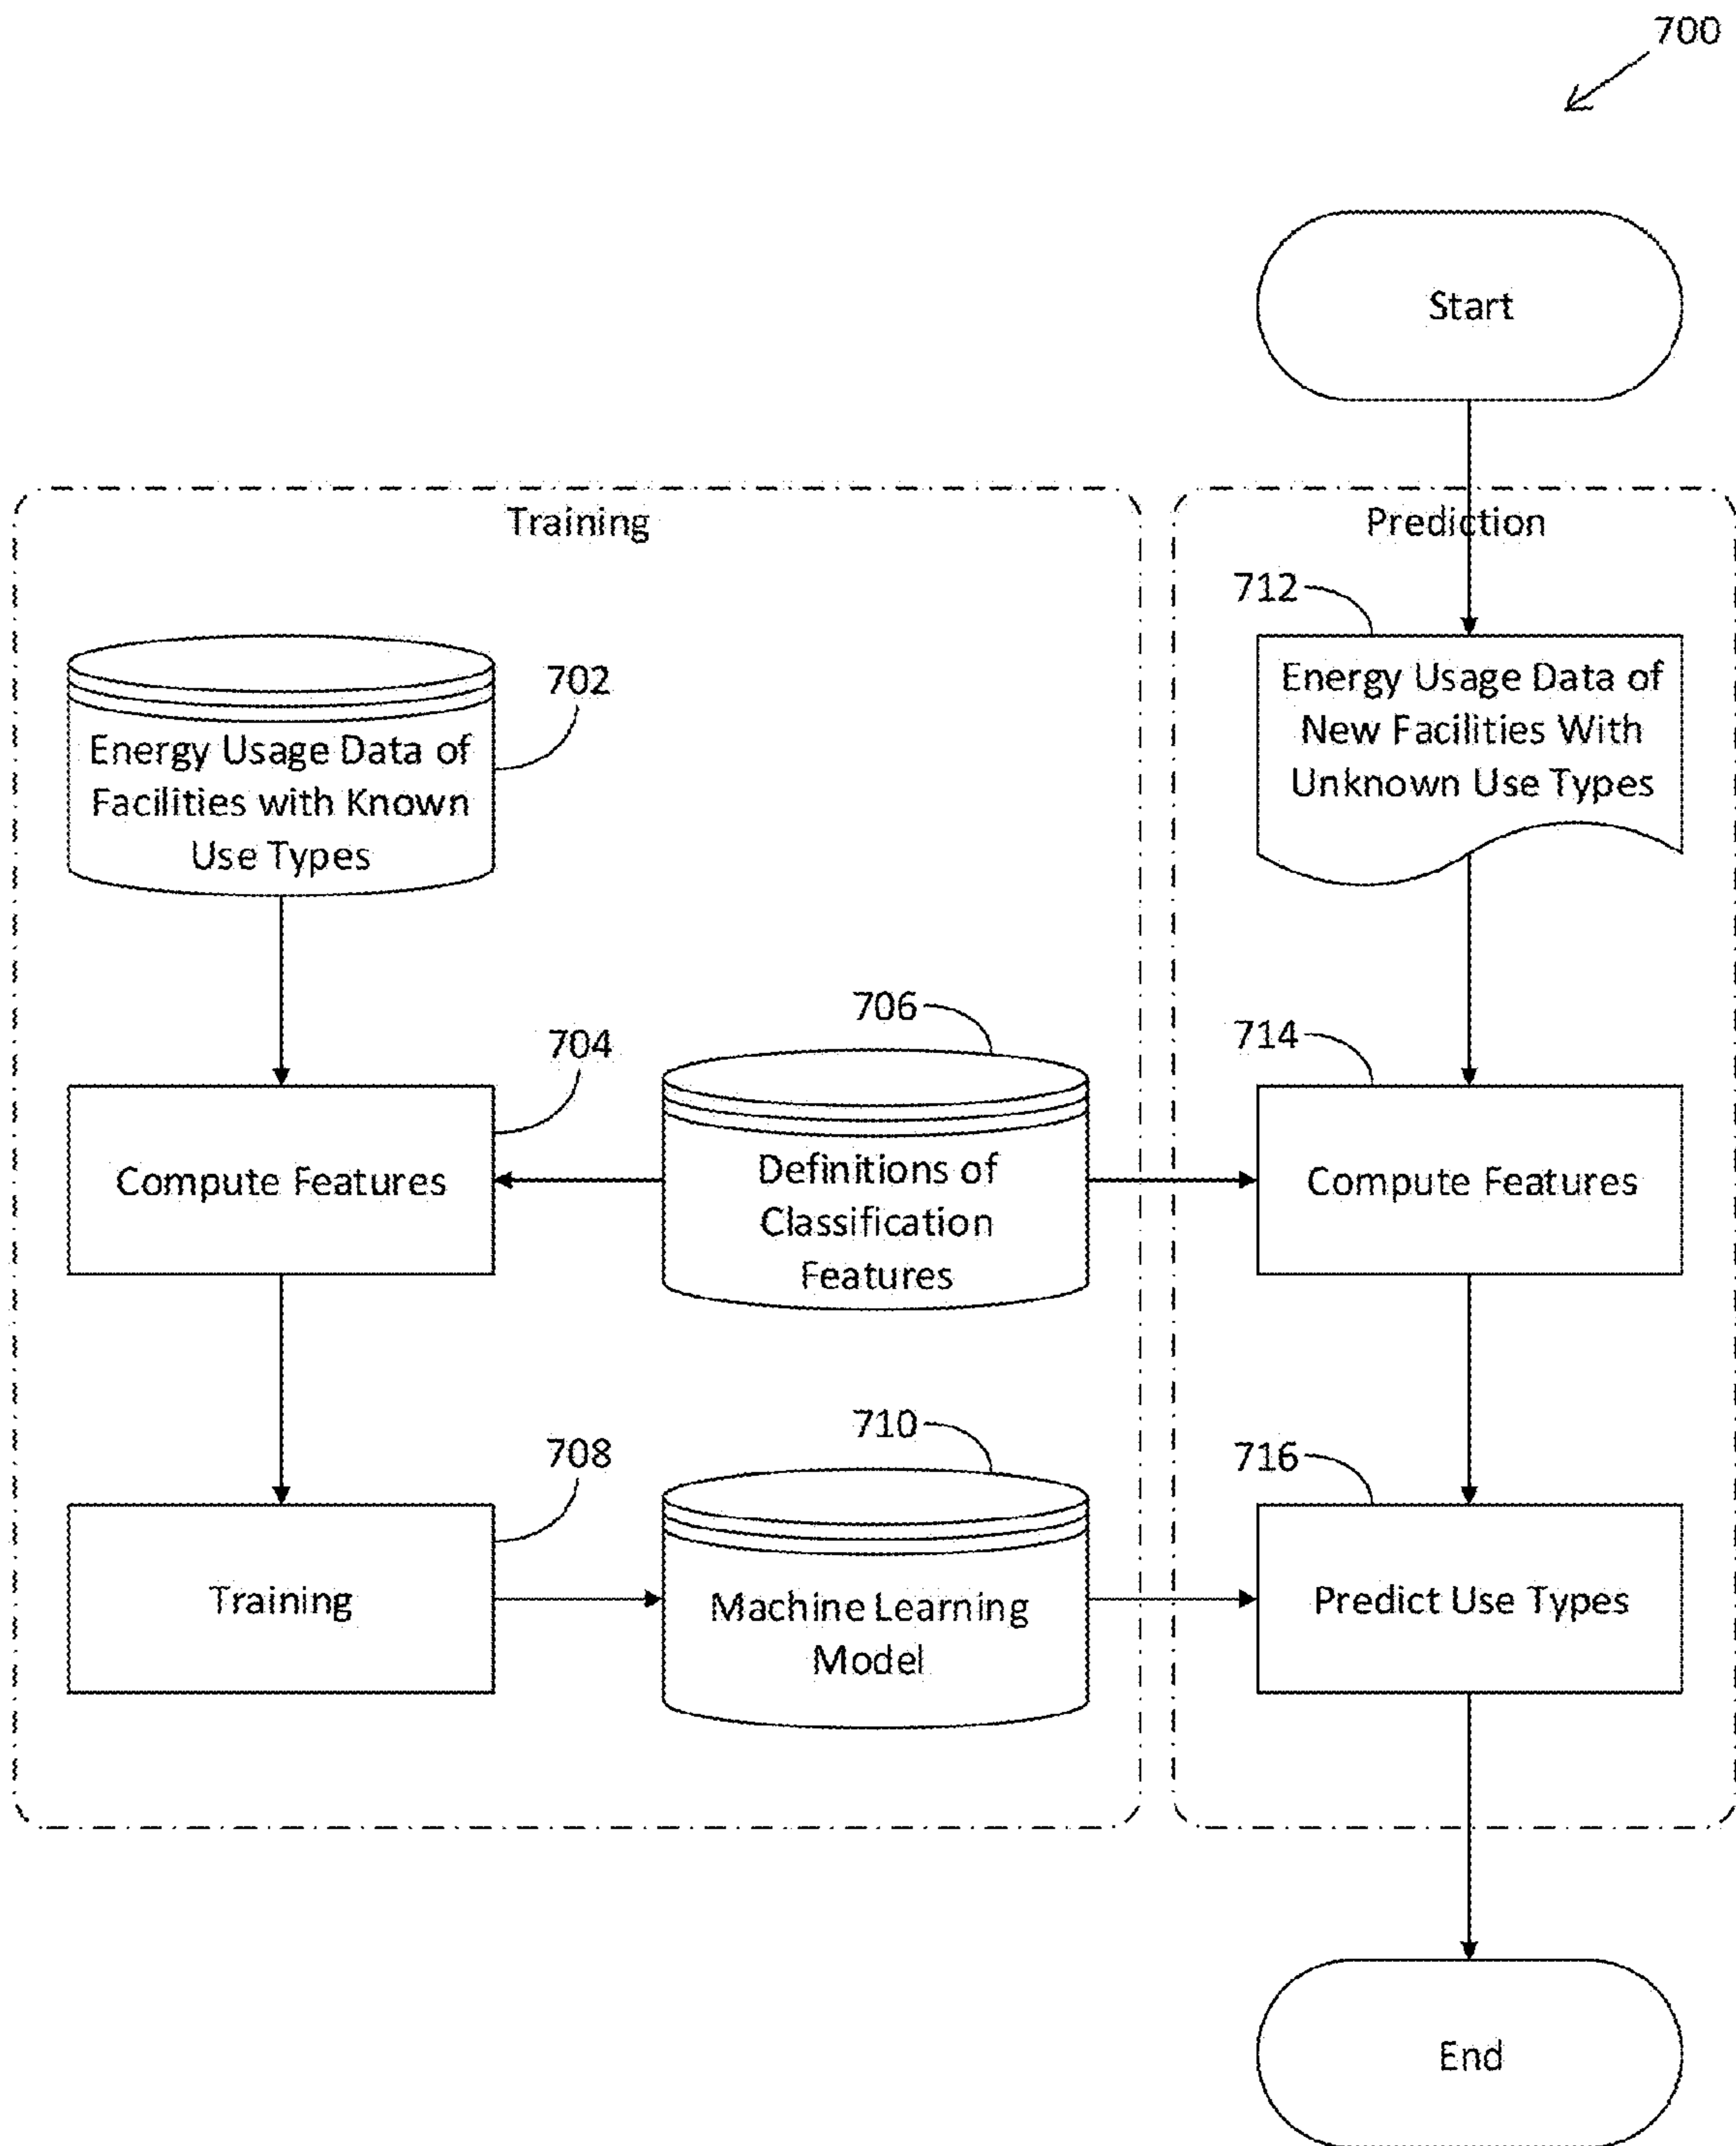 700
Start
Training
Prediction
702
Energy Usage Data of
Facilities with Known
Use Types
712
Energy Usage Data of
New Facilities With
Unknown Use Types
704
Compute Features
706
Definitions of
Classification
Features
714
Compute Features
708
Training
710
Machine Learning
Model
716
Predict Use Types
End